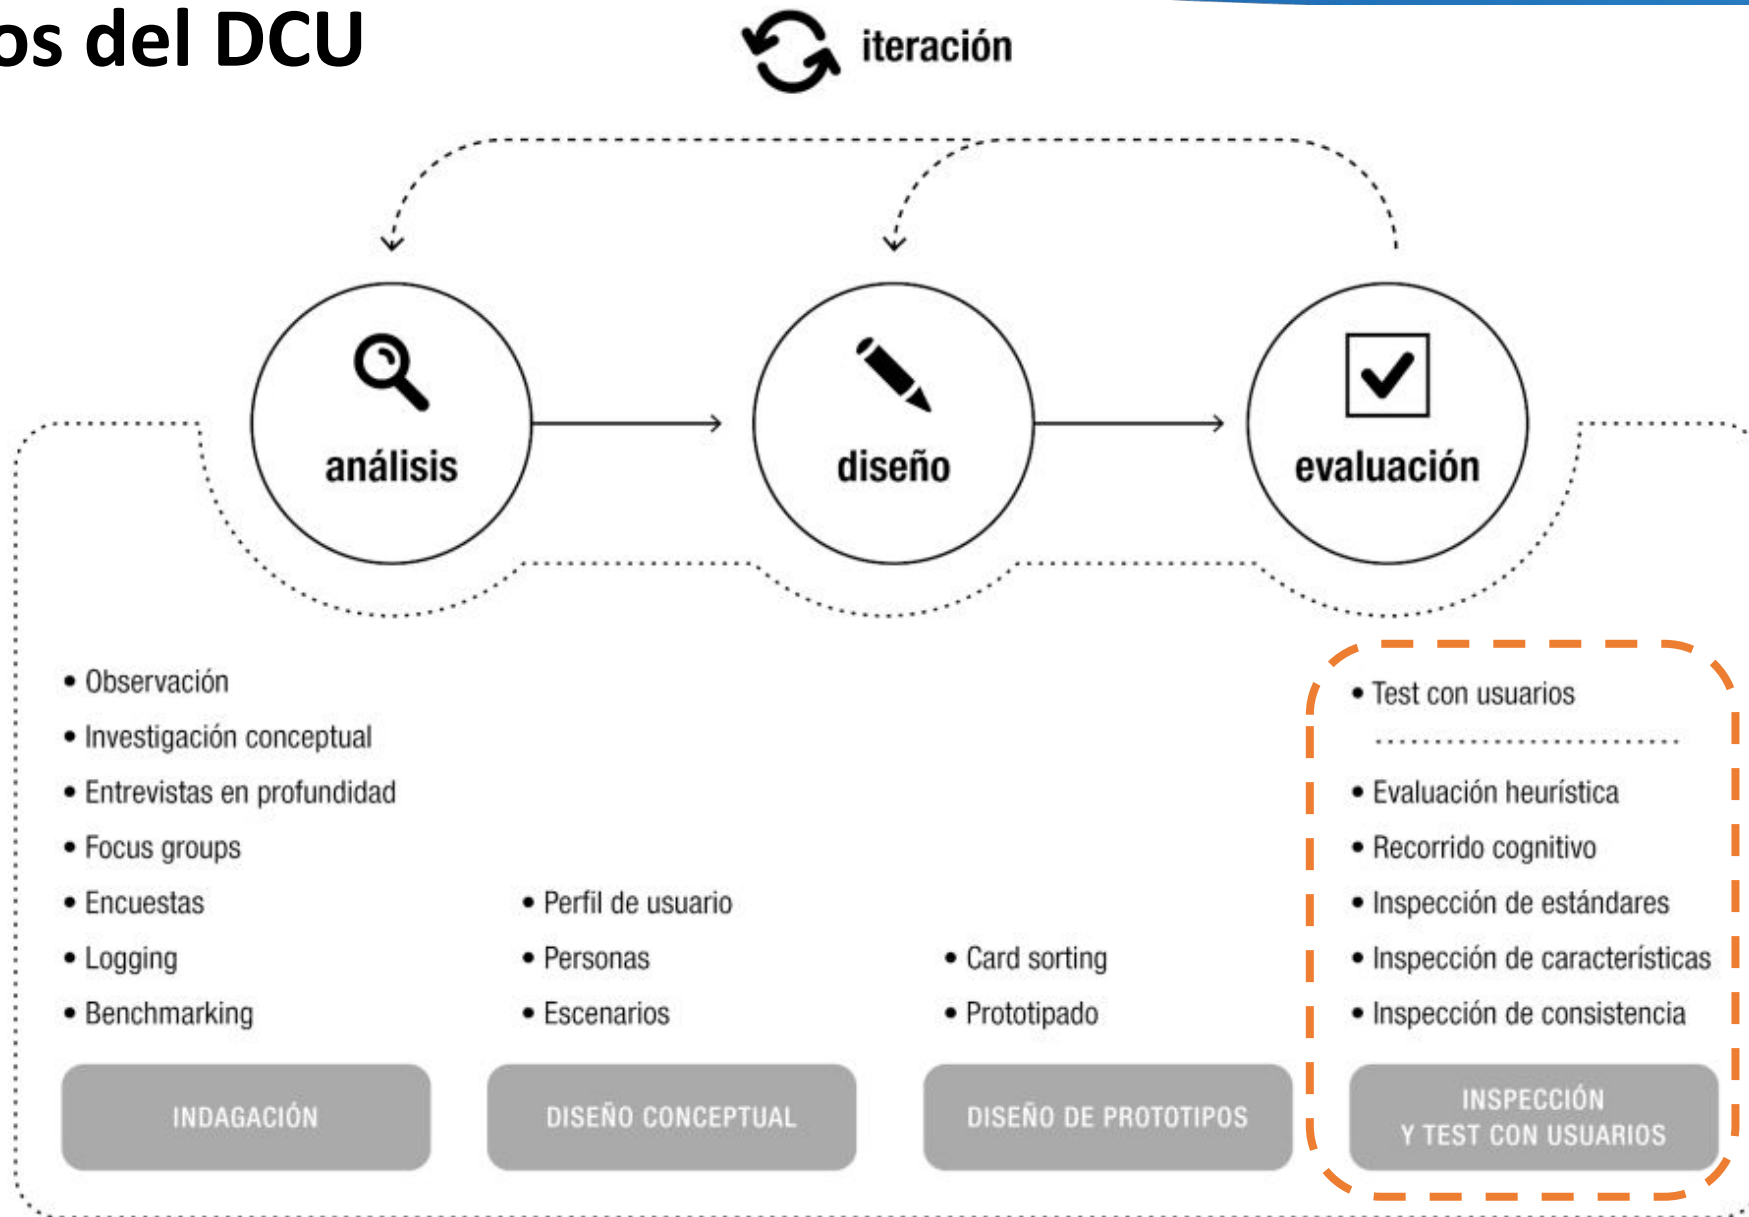 os del DCU
iteración
análisis
diseño
evaluación
• Observación
• Investigación conceptual
• Entrevistas en profundidad
• Focus groups
• Encuestas
• Logging
• Benchmarking
INDAGACIÓN
• Perfil de usuario
• Personas
• Escenarios
DISEÑO CONCEPTUAL
• Card sorting
• Prototipado
DISEÑO DE PROTOTIPOS
• Test con usuarios
• Evaluación heurística
• Recorrido cognitivo
• Inspección de estándares
• Inspección de características
• Inspección de consistencia
INSPECCIÓN
Y TEST CON USUARIOS